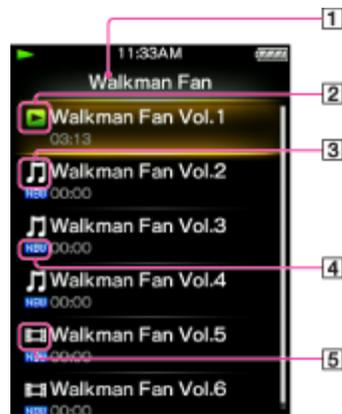 1
11:33AM
Walkman Fan
2
Walkman Fan Vol.1
03:13
3
Walkman Fan Vol.2
NEW 00:00
Walkman Fan Vol.3
NEW 00:00
4
Walkman Fan Vol.4
NEW 00:00
Walkman Fan Vol.5
NEW 00:00
5
Walkman Fan Vol.6
NEW 00:00